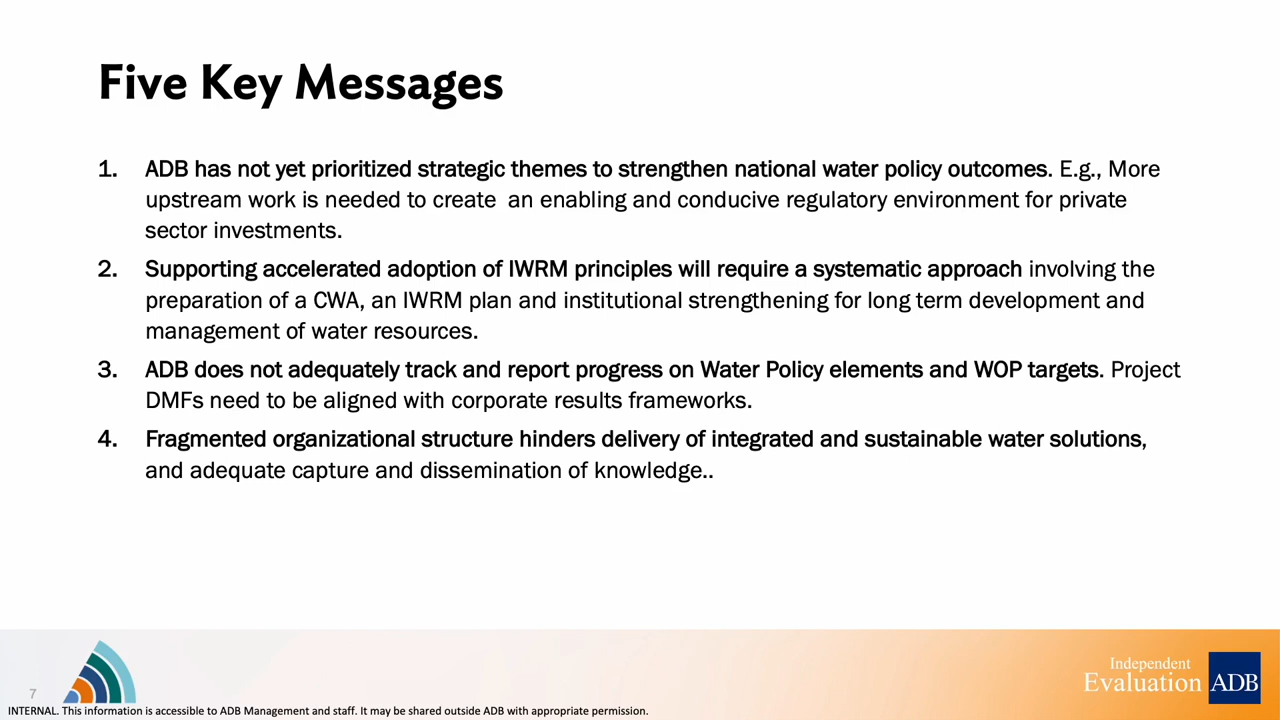 Five Key Messages
1. ADB has not yet prioritized strategic themes to strengthen national water policy outcomes. E.g., More
upstream work is needed to create  an enabling and conducive regulatory environment for private
sector investments.
2. Supporting accelerated adoption of IWRM principles will require a systematic approach involving the
preparation of a CWA, an IWRM plan and institutional strengthening for long term development and
management of water resources.
3. ADB does not adequately track and report progress on Water Policy elements and WOP targets. Project
DMFs need to be aligned with corporate results frameworks.
4. Fragmented organizational structure hinders delivery of integrated and sustainable water solutions,
and adequate capture and dissemination of knowledge..
Independent
Evaluation ADB
7
INTERNAL. This information is accessible to ADB Management and staff. It may be shared outside ADB with appropriate permission.